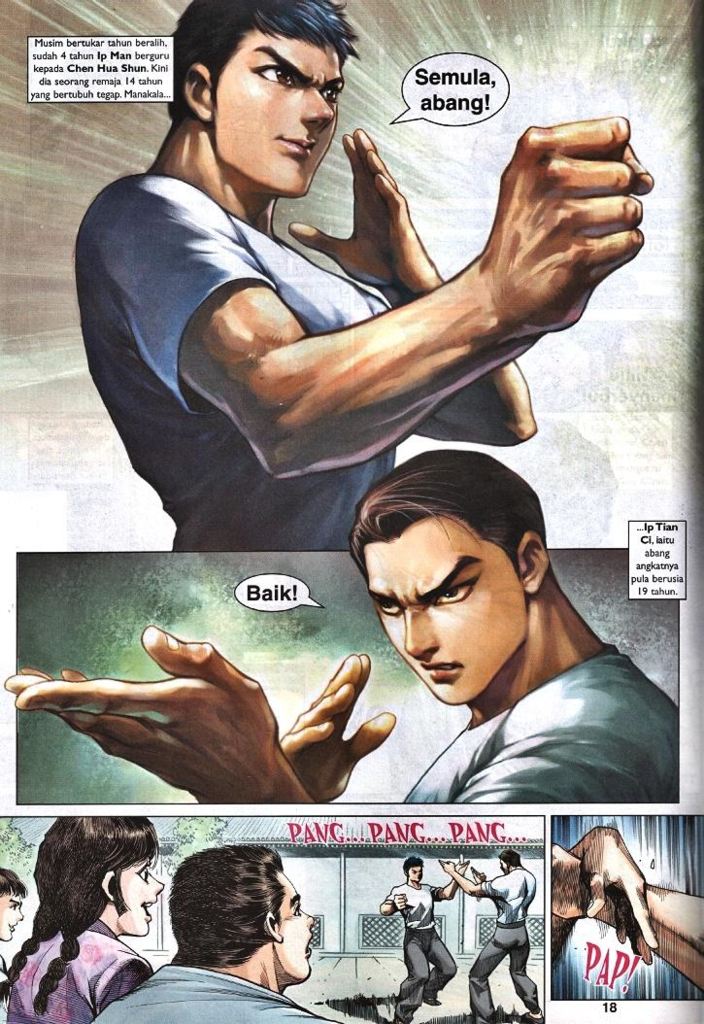 Musim bertukar tahun beralih,
sudah 4 tahun Ip Man berguru
kepada Chen Hua Shun. Kini
dia seorang remaja 14 tahun
yang bertubuh tegap. Manakala...
Semula,
abang!
...Ip Tian
Ci, iaitu
abang
angkatnya
pula berusia
19 tahun.
Baik!
PANG...PANG...PANG...
PAP!
18